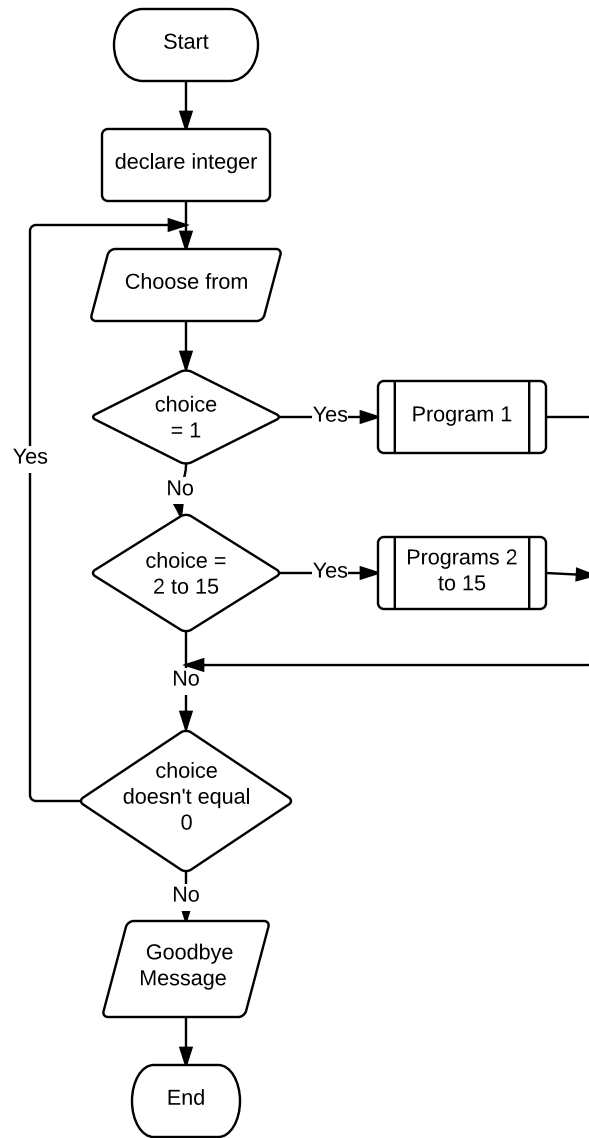 Start
declare integer
Choose from
choice
= 1
Yes
Program 1
Yes
No
choice =
2 to 15
Yes
Programs 2
to 15
No
choice
doesn't equal
0
No
Goodbye
Message
End